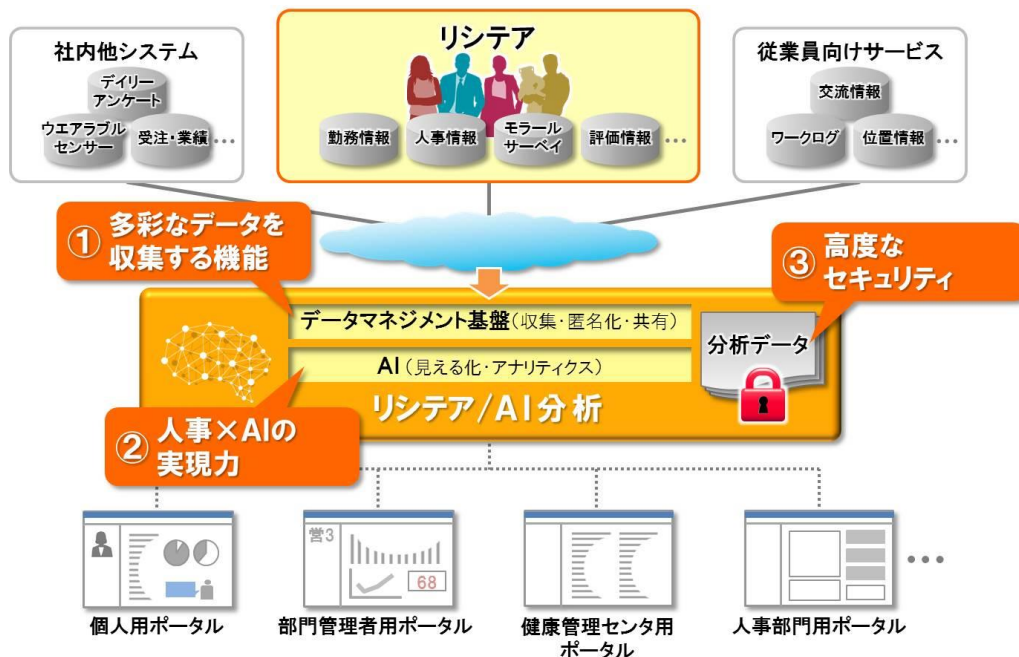 社内他システム
デイリー
アンケート
ウエアラブル
センサー
受注・業績
…
リシテア
勤務情報
人事情報
モラール
サーベイ
評価情報
…
従業員向けサービス
交流情報
ワークログ
位置情報
…
① 多彩なデータを
収集する機能
③ 高度な
セキュリティ
データマネジメント基盤(収集・匿名化・共有)
AI(見える化・アナリティクス)
リシテア/AI分析
分析データ
② 人事×AIの
実現力
営3
68
…
個人用ポータル
部門管理者用ポータル
健康管理センタ用
ポータル
人事部門用ポータル